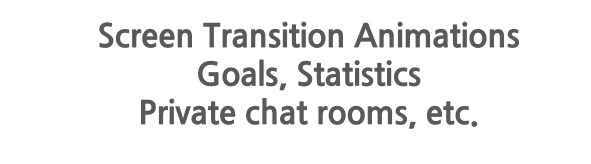 Screen Transition Animations
Goals, Statistics
Private chat rooms, etc.